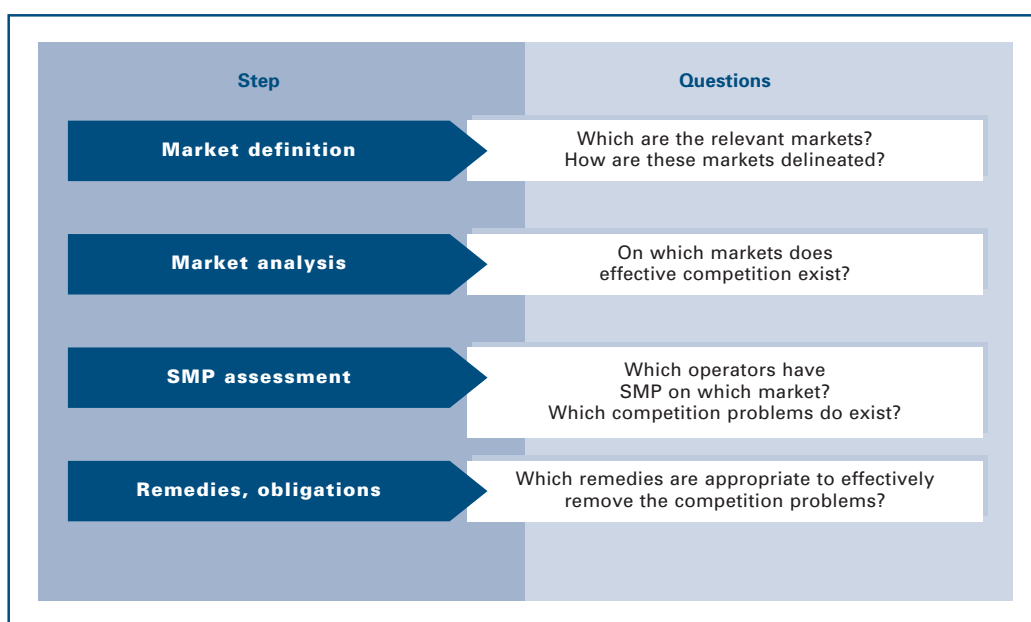 Step
Questions
Market definition
Which are the relevant markets?
How are these markets delineated?
Market analysis
On which markets does
effective competition exist?
SMP assessment
Which operators have
SMP on which market?
Which competition problems do exist?
Remedies, obligations
Which remedies are appropriate to effectively
remove the competition problems?